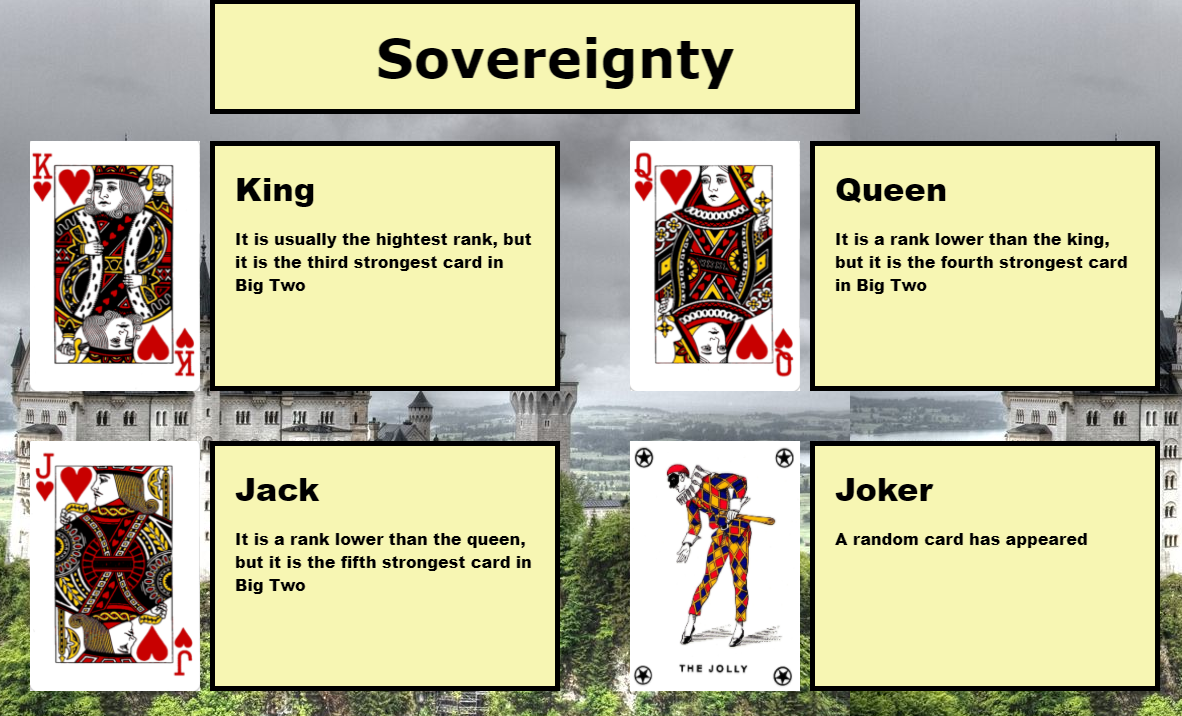 Sovereignty
K
King
It is usually the hightest rank, but
it is the third strongest card in
Big Two
K
Q
Queen
It is a rank lower than the king,
but it is the fourth strongest card
in Big Two
Q
J
Jack
It is a rank lower than the queen,
but it is the fifth strongest card in
Big Two
J
Joker
A random card has appeared
THE JOLLY